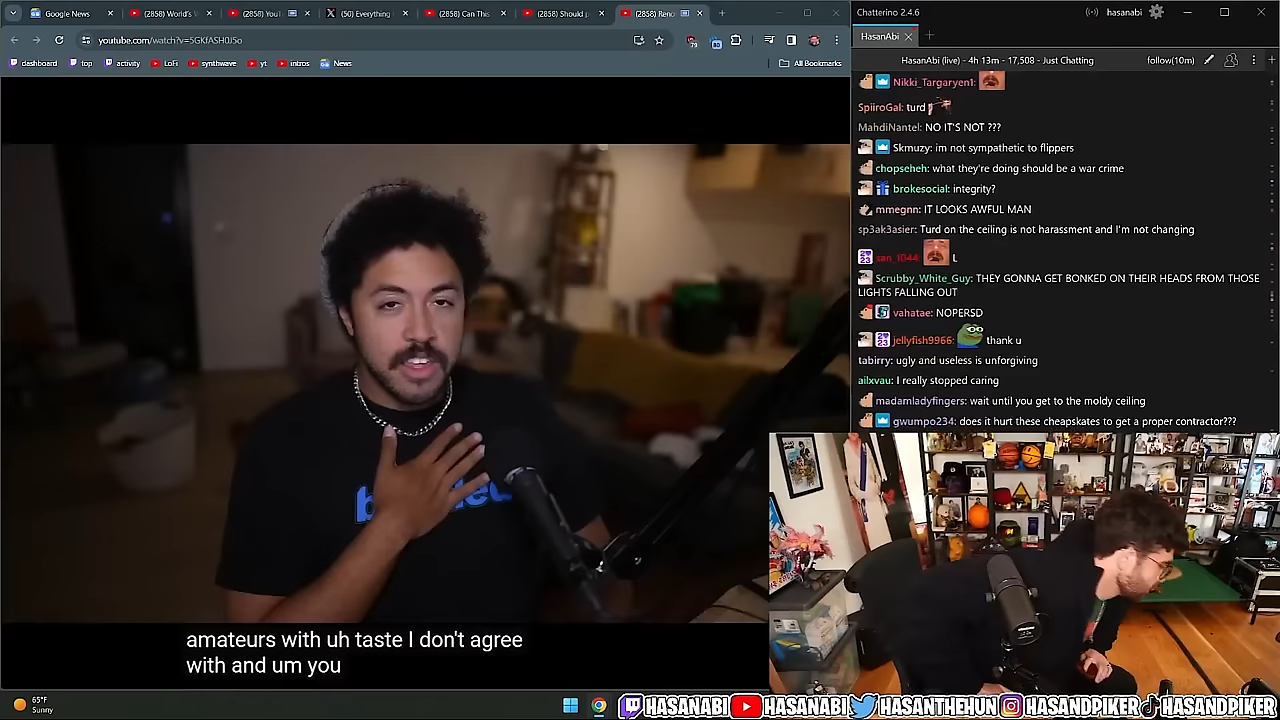 Google News
(2858) World's
(2858) You
(50) Everything
(2858) Can This
(2858) Should
(2858) Reno
youtube.com/watch?v=5GKfASH0J5o
79
80
dashboard
top
activity
LoFi
synthwave
yt
intros
News
All Bookmarks
Chatterino 2.4.6
hasanabi
HasanAbi
HasanAbi (live) - 4h 13m - 17,508 - Just Chatting
follow(10m)
Nikki_Targaryen1:
SpiiroGal: turd
MahdiNantel: NO IT'S NOT ???
Skmuzy: im not sympathetic to flippers
chopseheh: what they're doing should be a war crime
brokesocial: integrity?
mmegnn: IT LOOKS AWFUL MAN
sp3ak3asier: Turd on the ceiling is not harassment and I'm not changing
san_1044: L
Scrubby_White_Guy: THEY GONNA GET BONKED ON THEIR HEADS FROM THOSE
LIGHTS FALLING OUT
vahatae: NOPERSD
jellyfish9966: thank u
tabirry: ugly and useless is unforgiving
ailxvau: I really stopped caring
madamladyfingers: wait until you get to the moldy ceiling
gwumpo234: does it hurt these cheapskates to get a proper contractor???
amateurs with uh taste I don't agree
with and um you
65°F
Sunny
HASANABI
HASANABI
HASANTHEHUN
HASANDPIKER
HASANDPIKER